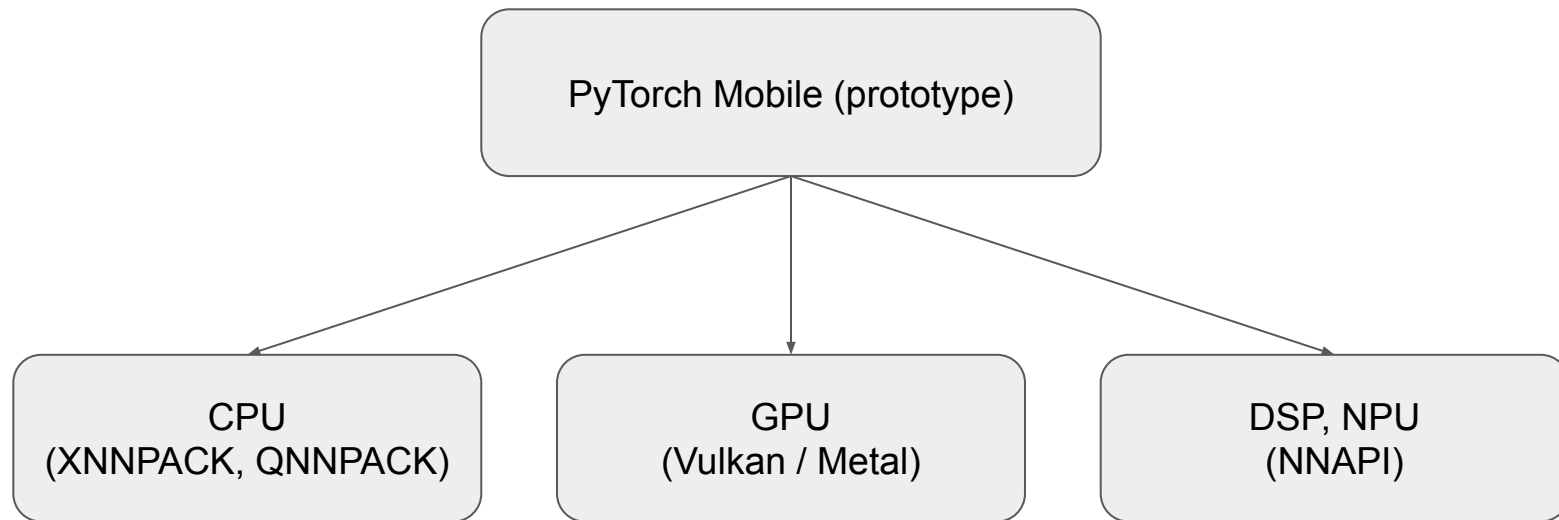 PyTorch Mobile (prototype)
CPU
(XNNPACK, QNNPACK)
GPU
(Vulkan / Metal)
DSP, NPU
(NNAPI)